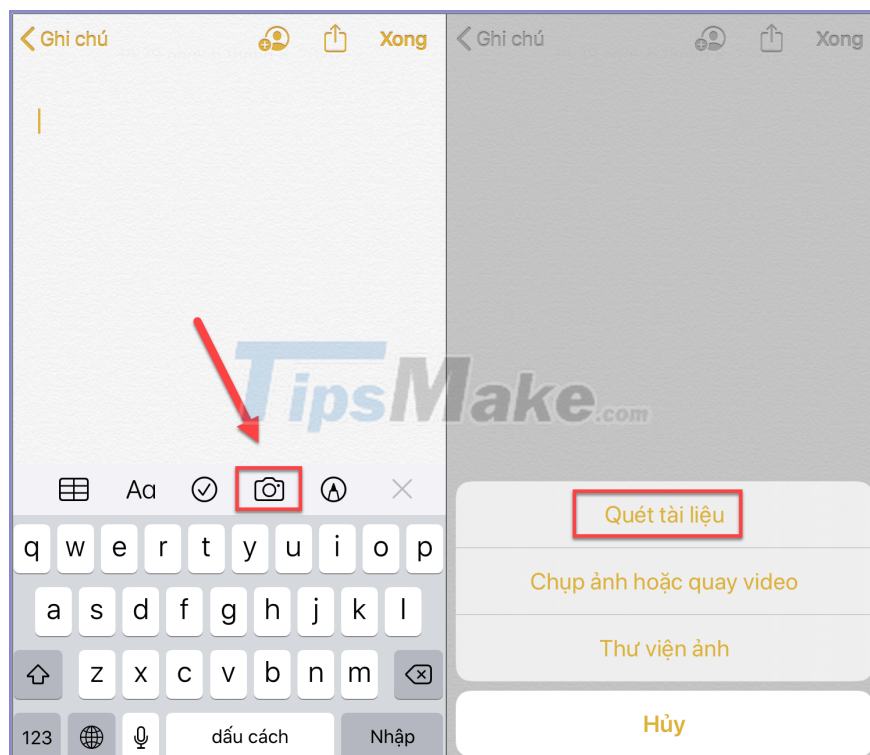 Ghi chú
Xong
Aa
q w e r t y u i o p
a s d f g h j k l
z x c v b n m
123
dấu cách
Nhập
Ghi chú
Xong
TipsMake.com
Quét tài liệu
Chụp ảnh hoặc quay video
Thư viện ảnh
Hủy